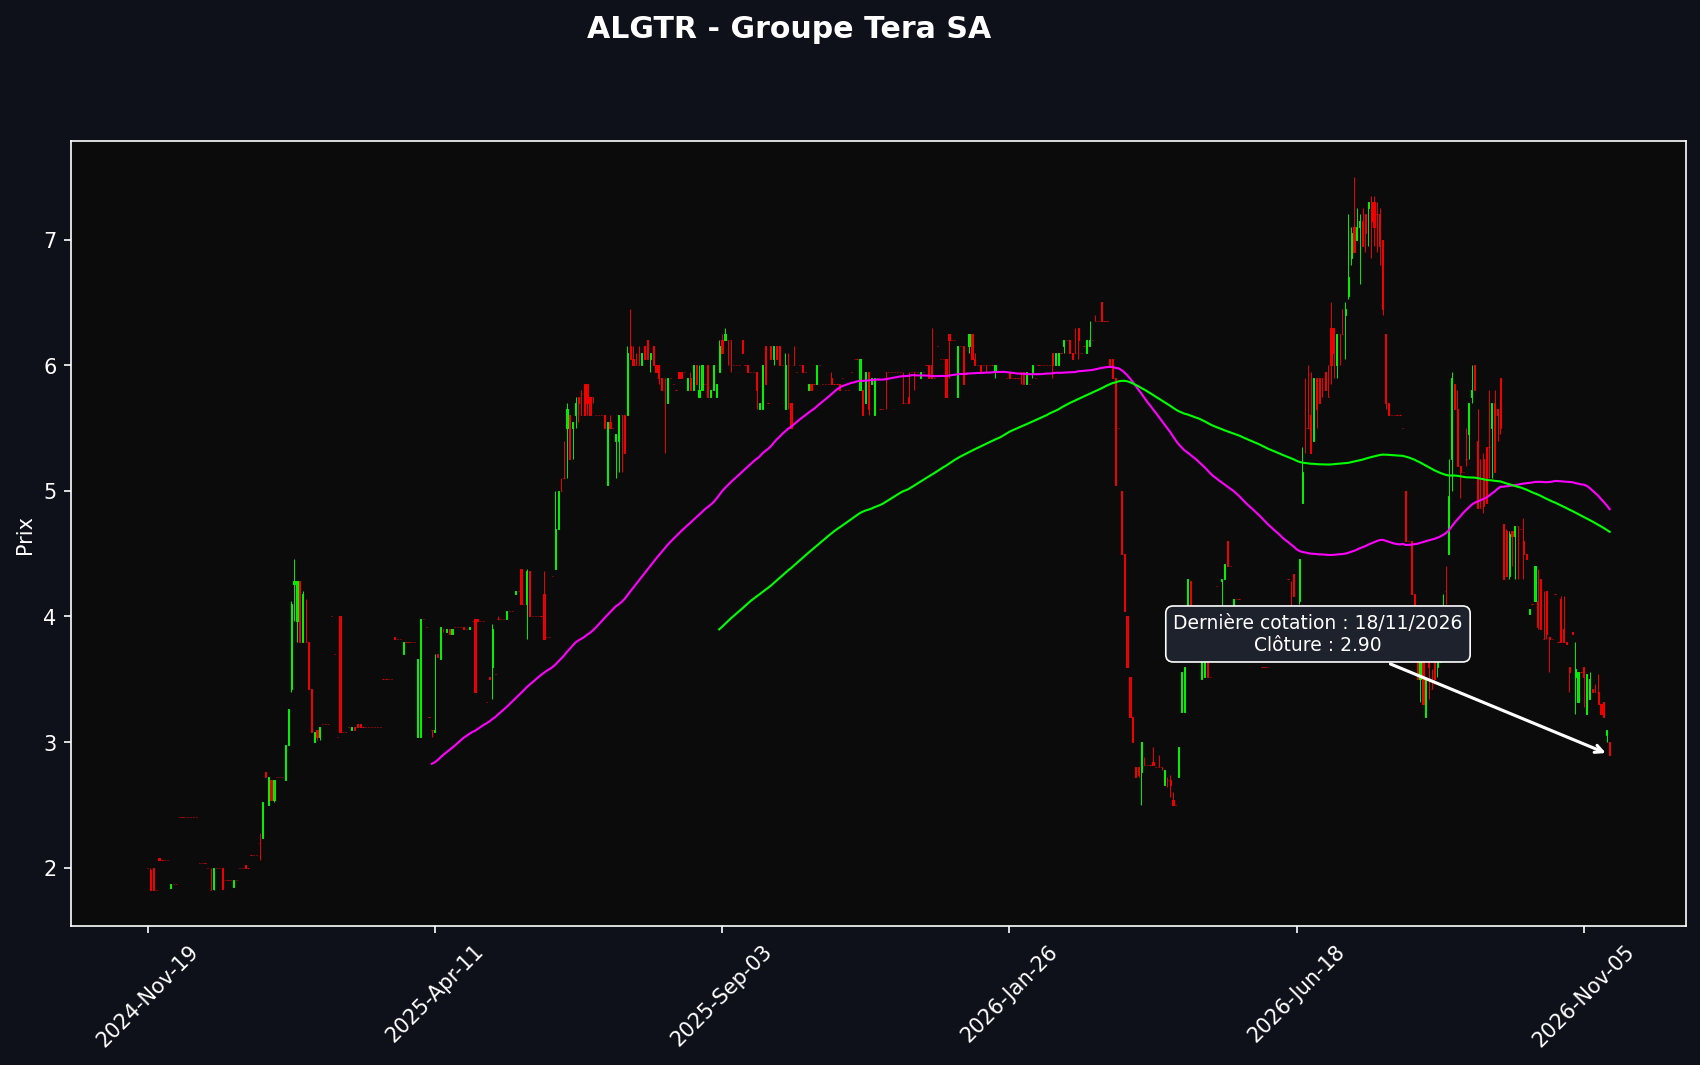 ALGTR - Groupe Tera SA
Prix
7
6
5
4
3
2
Dernière cotation : 18/11/2026
Clôture : 2.90
2024-Nov-19
2025-Apr-11
2025-Sep-03
2026-Jan-26
2026-Jun-18
2026-Nov-05